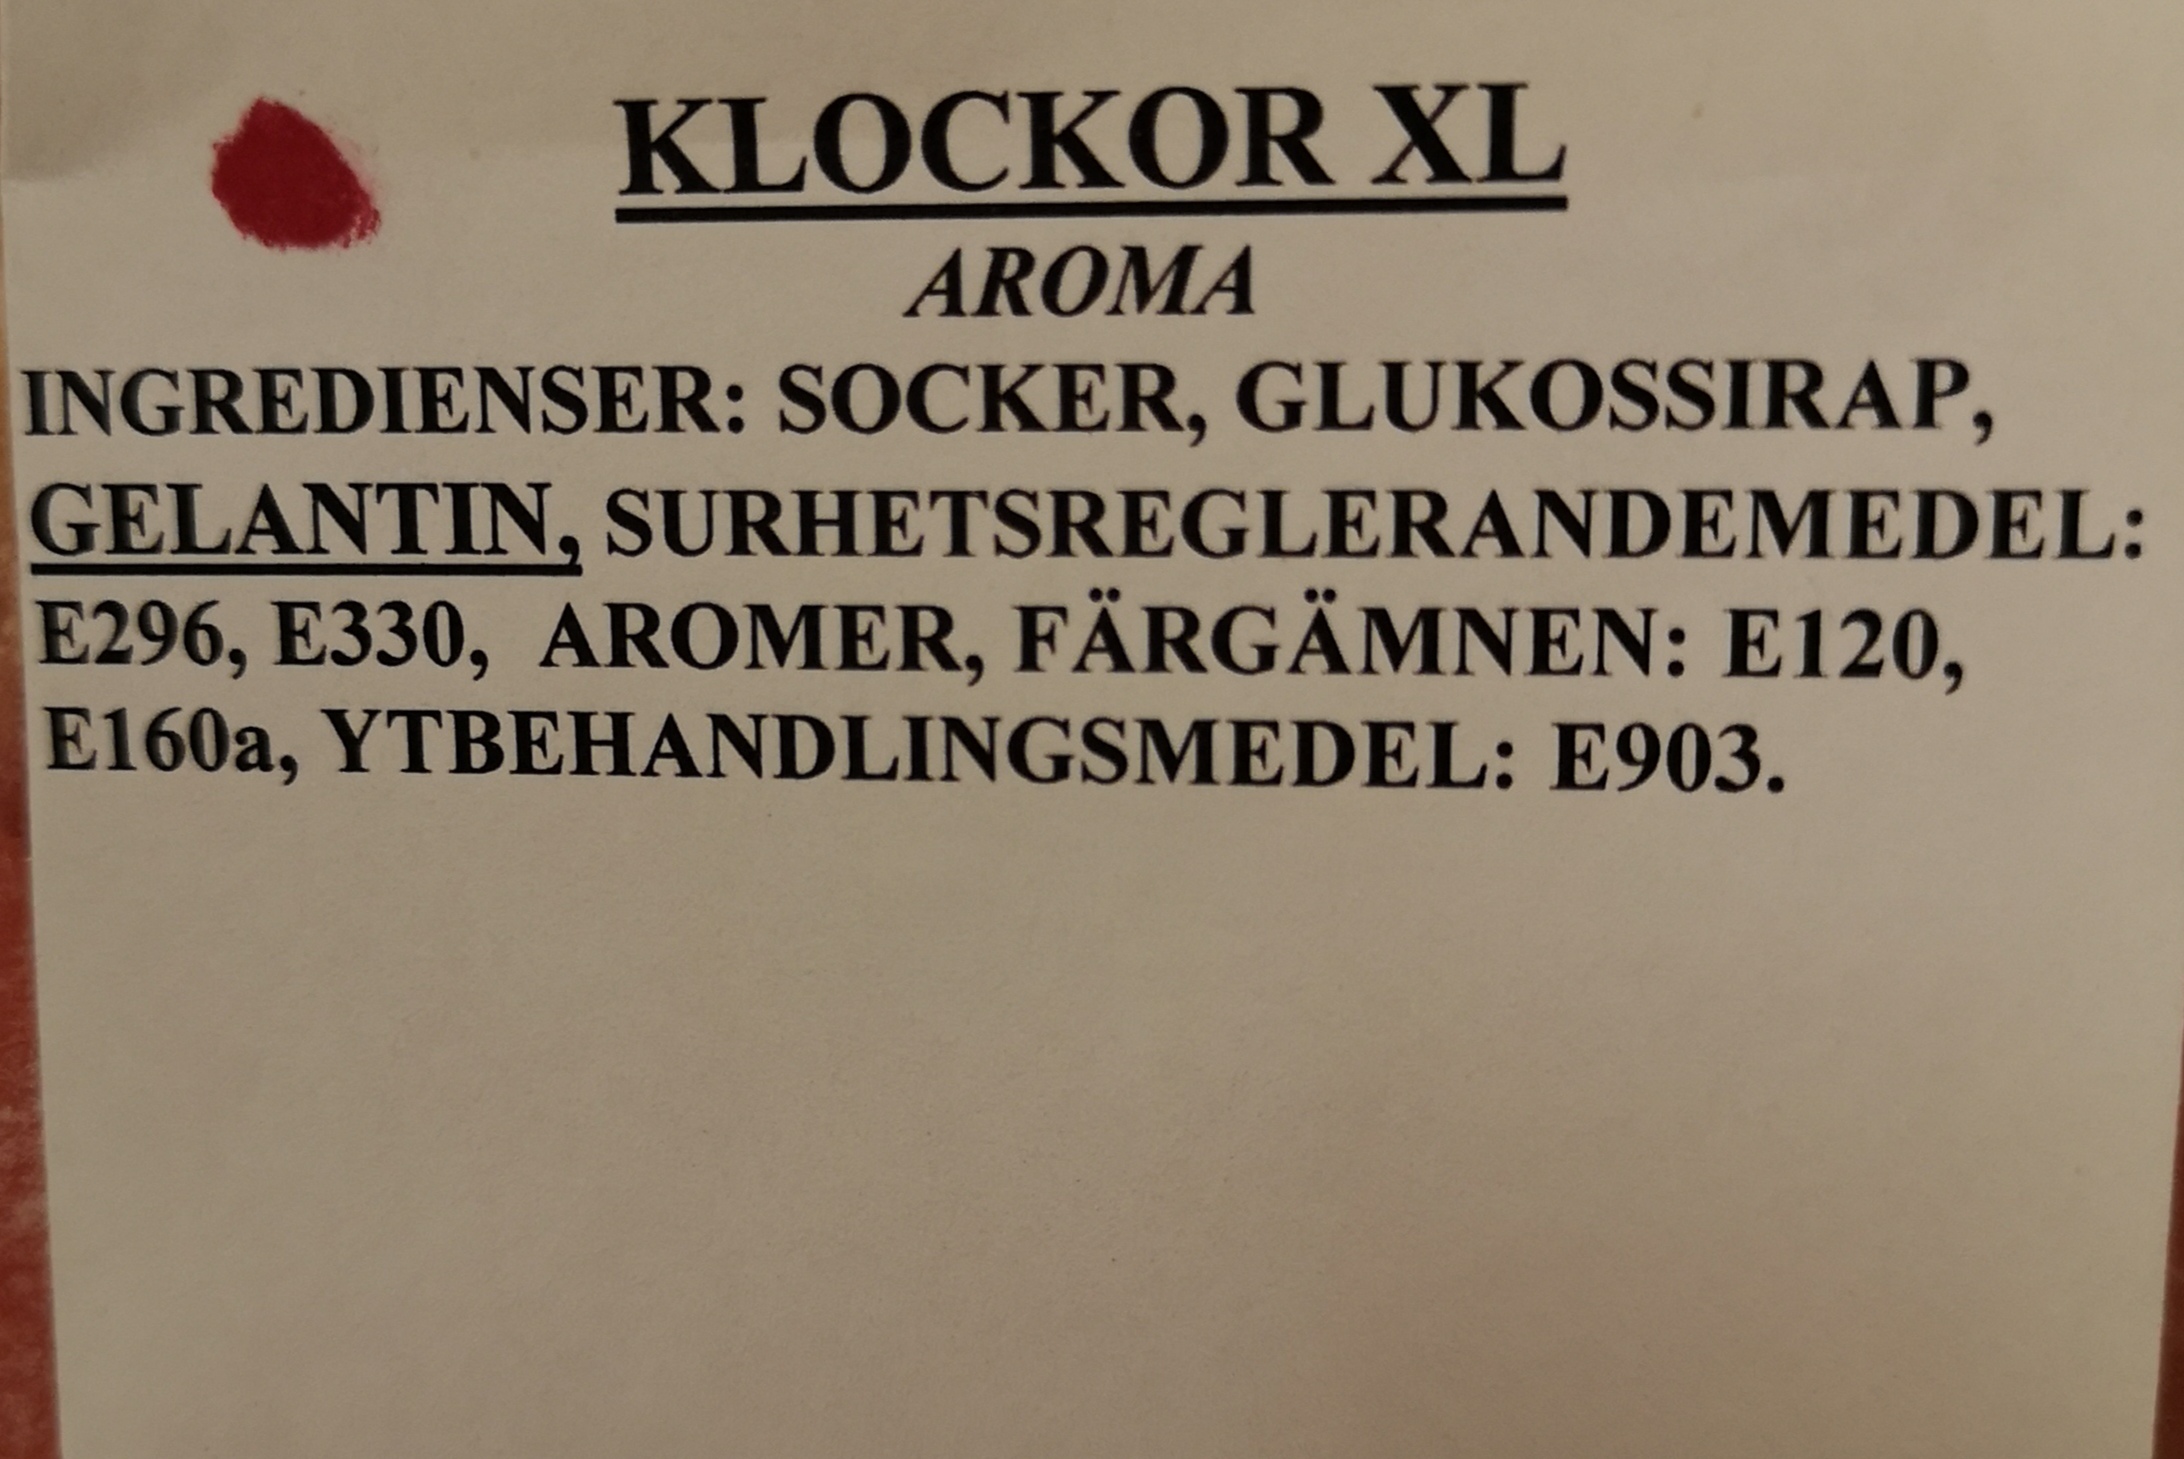 KLOCKOR XL
AROMA
INGREDIENSER: SOCKER, GLUKOSSIRAP,
GELANTIN, SURHETSREGLERANDEMEDEL:
E296, E330, AROMER, FÄRGÄMNEN: E120,
E160a, YTBEHANDLINGSMEDEL: E903.